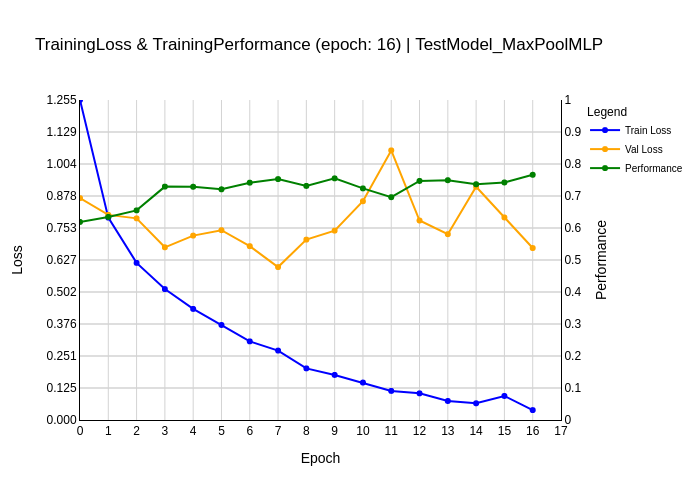 TrainingLoss & TrainingPerformance (epoch: 16) | TestModel_MaxPoolMLP
1.255
1.129
1.004
0.878
0.753
0.627
0.502
0.376
0.251
0.125
0.000
Loss
0 1 2 3 4 5 6 7 8 9 10 11 12 13 14 15 16 17
Epoch
1
0.9
0.8
0.7
0.6
0.5
0.4
0.3
0.2
0.1
0
Performance
Legend
Train Loss
Val Loss
Performance